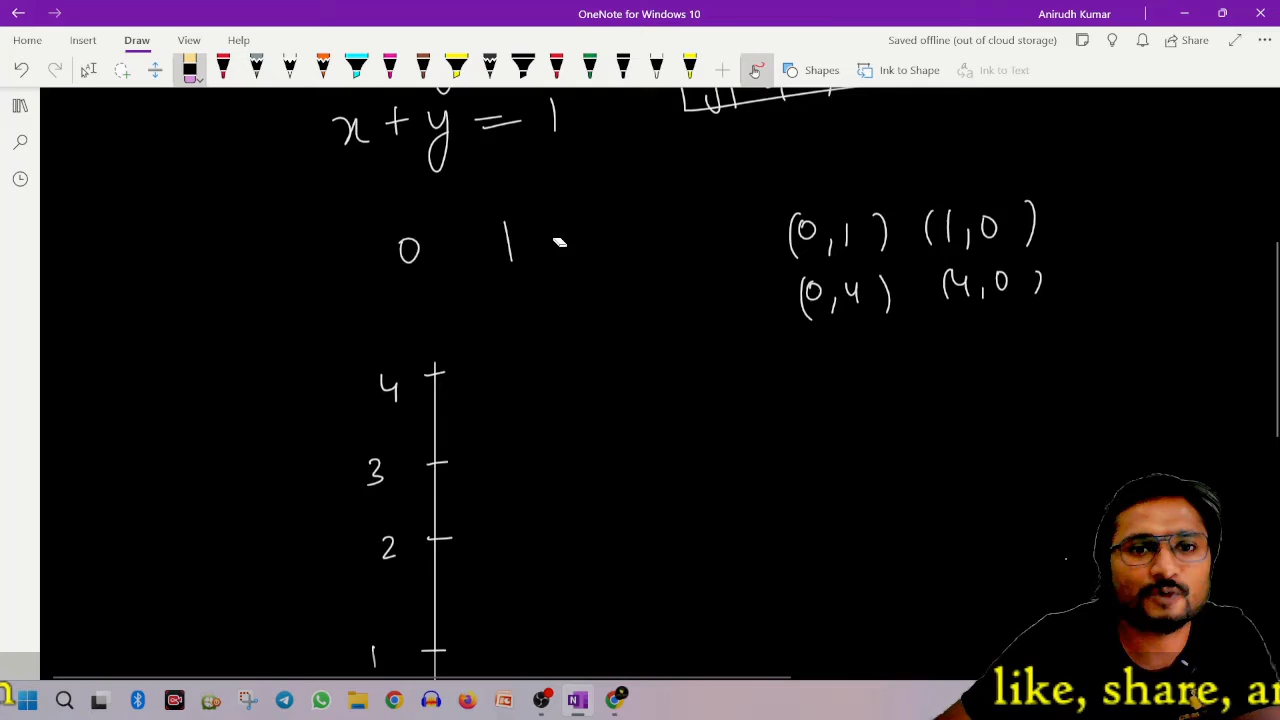 OneNote for Windows 10
Anirudh Kumar
Home Insert Draw View Help
Saved offline (out of cloud storage)
Share
Shapes
Ink to Shape
Ink to Text
x + y = 1
0 1
(0,1) (1,0)
(0,4) (4,0)
4
3
2
1
like, share, an